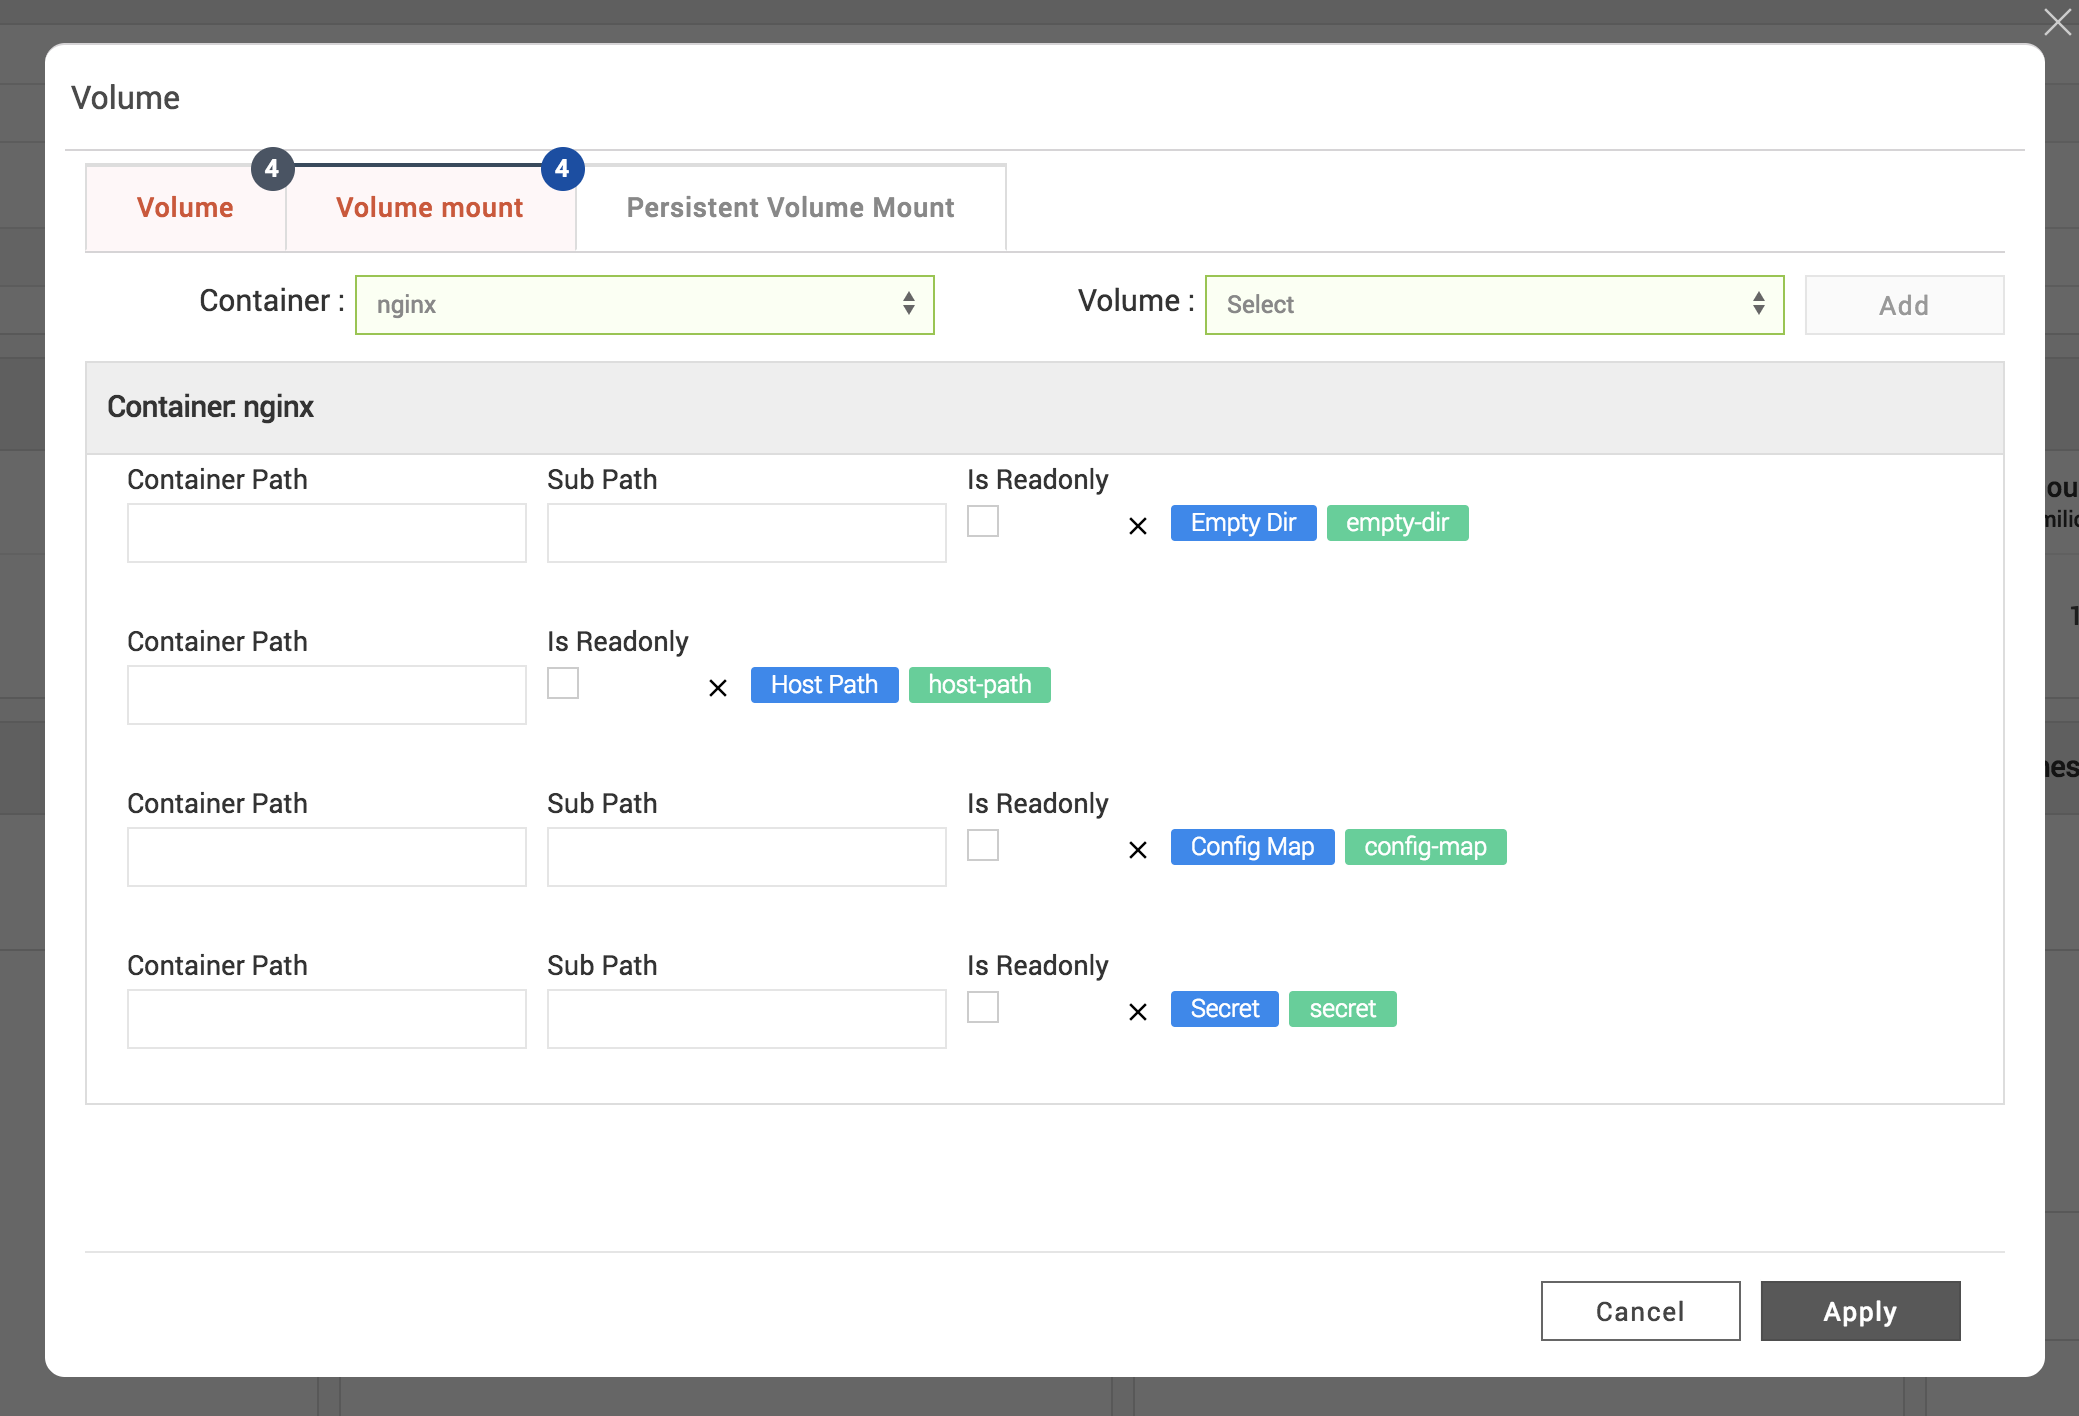 Volume
4
4
Volume
Volume mount
Persistent Volume Mount
Container : nginx
Volume : Select
Add
Container: nginx
Container Path
Sub Path
Is Readonly
Empty Dir
empty-dir
Container Path
Is Readonly
Host Path
host-path
Container Path
Sub Path
Is Readonly
Config Map
config-map
Container Path
Sub Path
Is Readonly
Secret
secret
Cancel
Apply